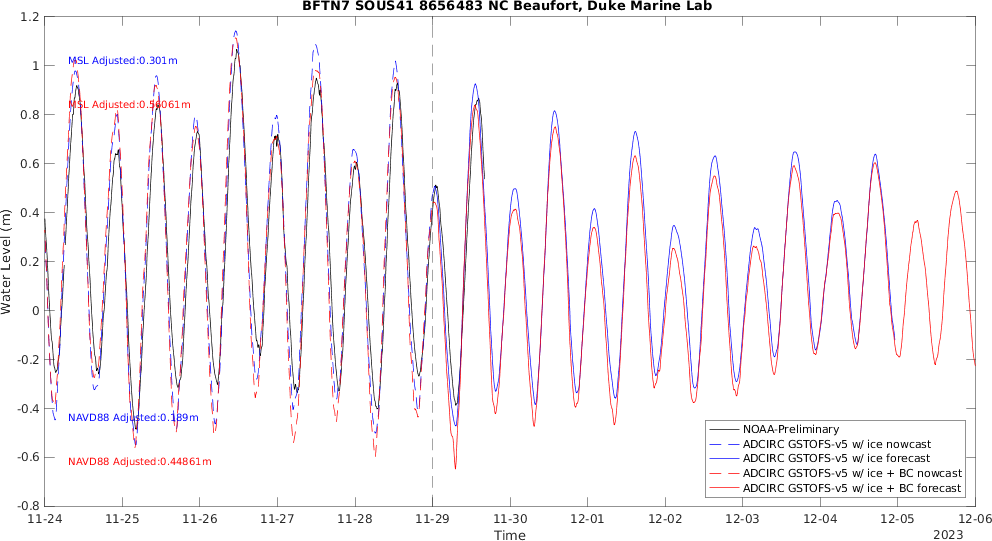 BFTN7 SOUS41 8656483 NC Beaufort, Duke Marine Lab
1.2
1
0.8
0.6
0.4
0.2
0
-0.2
-0.4
-0.6
-0.8
Water Level (m)
MSL Adjusted:0.301m
MSL Adjusted:0.56061m
NAVD88 Adjusted:0.189m
NAVD88 Adjusted:0.44861m
NOAA-Preliminary
ADCIRC GSTOFS-v5 w/ ice nowcast
ADCIRC GSTOFS-v5 w/ ice forecast
ADCIRC GSTOFS-v5 w/ ice + BC nowcast
ADCIRC GSTOFS-v5 w/ ice + BC forecast
11-24 11-25 11-26 11-27 11-28 11-29 11-30 12-01 12-02 12-03 12-04 12-05 12-06
Time
2023